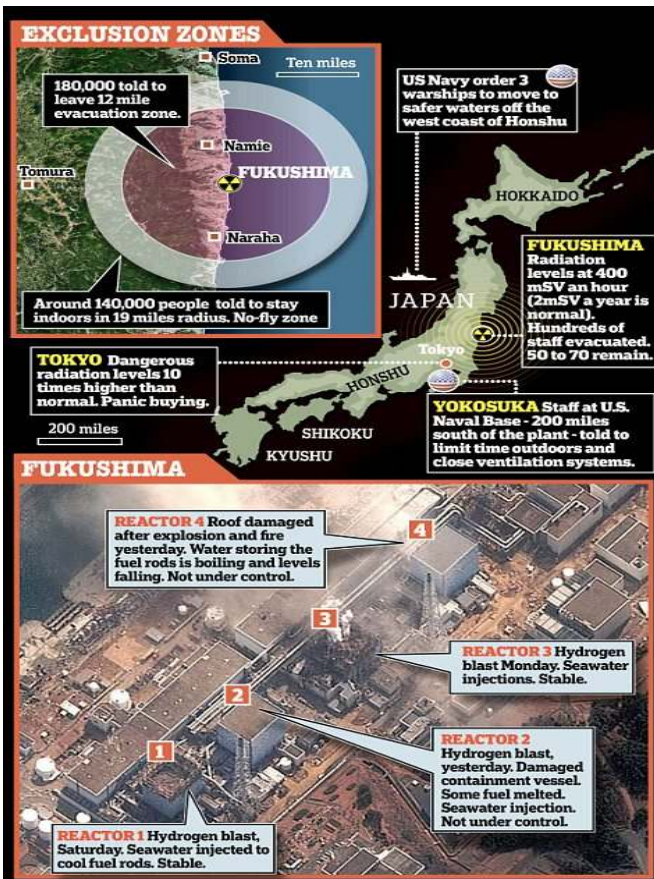 EXCLUSION ZONES
Soma
Ten miles
180,000 told to
leave 12 mile
evacuation zone.
Namie
Tomura
FUKUSHIMA
Naraha
Around 140,000 people told to stay
indoors in 19 miles radius. No-fly zone
US Navy order 3
warships to move to
safer waters off the
west coast of Honshu
HOKKAIDO
JAPAN
FUKUSHIMA
Radiation
levels at 400
mSV an hour
(2mSV a year is
normal).
Hundreds of
staff evacuated.
50 to 70 remain.
TOKYO Dangerous
radiation levels 10
times higher than
normal. Panic buying.
Tokyo
HONSHU
200 miles
SHIKOKU
KYUSHU
YOKOSUKA Staff at U.S.
Naval Base - 200 miles
south of the plant - told to
limit time outdoors and
close ventilation systems.
FUKUSHIMA
REACTOR 4 Roof damaged
after explosion and fire
yesterday. Water storing the
fuel rods is boiling and levels
falling. Not under control.
4
3
REACTOR 3 Hydrogen
blast Monday. Seawater
injections. Stable.
2
REACTOR 2
Hydrogen blast,
yesterday. Damaged
containment vessel.
Some fuel melted.
Seawater injection.
Not under control.
1
REACTOR 1 Hydrogen blast,
Saturday. Seawater injected to
cool fuel rods. Stable.